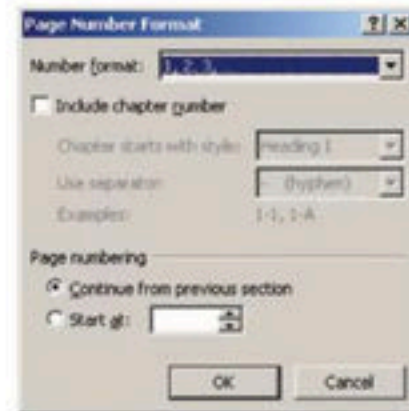 Page Number Format
Number format: 1, 2, 3,
Include chapter number
Chapter starts with style: Heading 1
Use separator: - (hyphen)
Examples: 1-1, 1-A
Page numbering
Continue from previous section
Start at:
OK Cancel